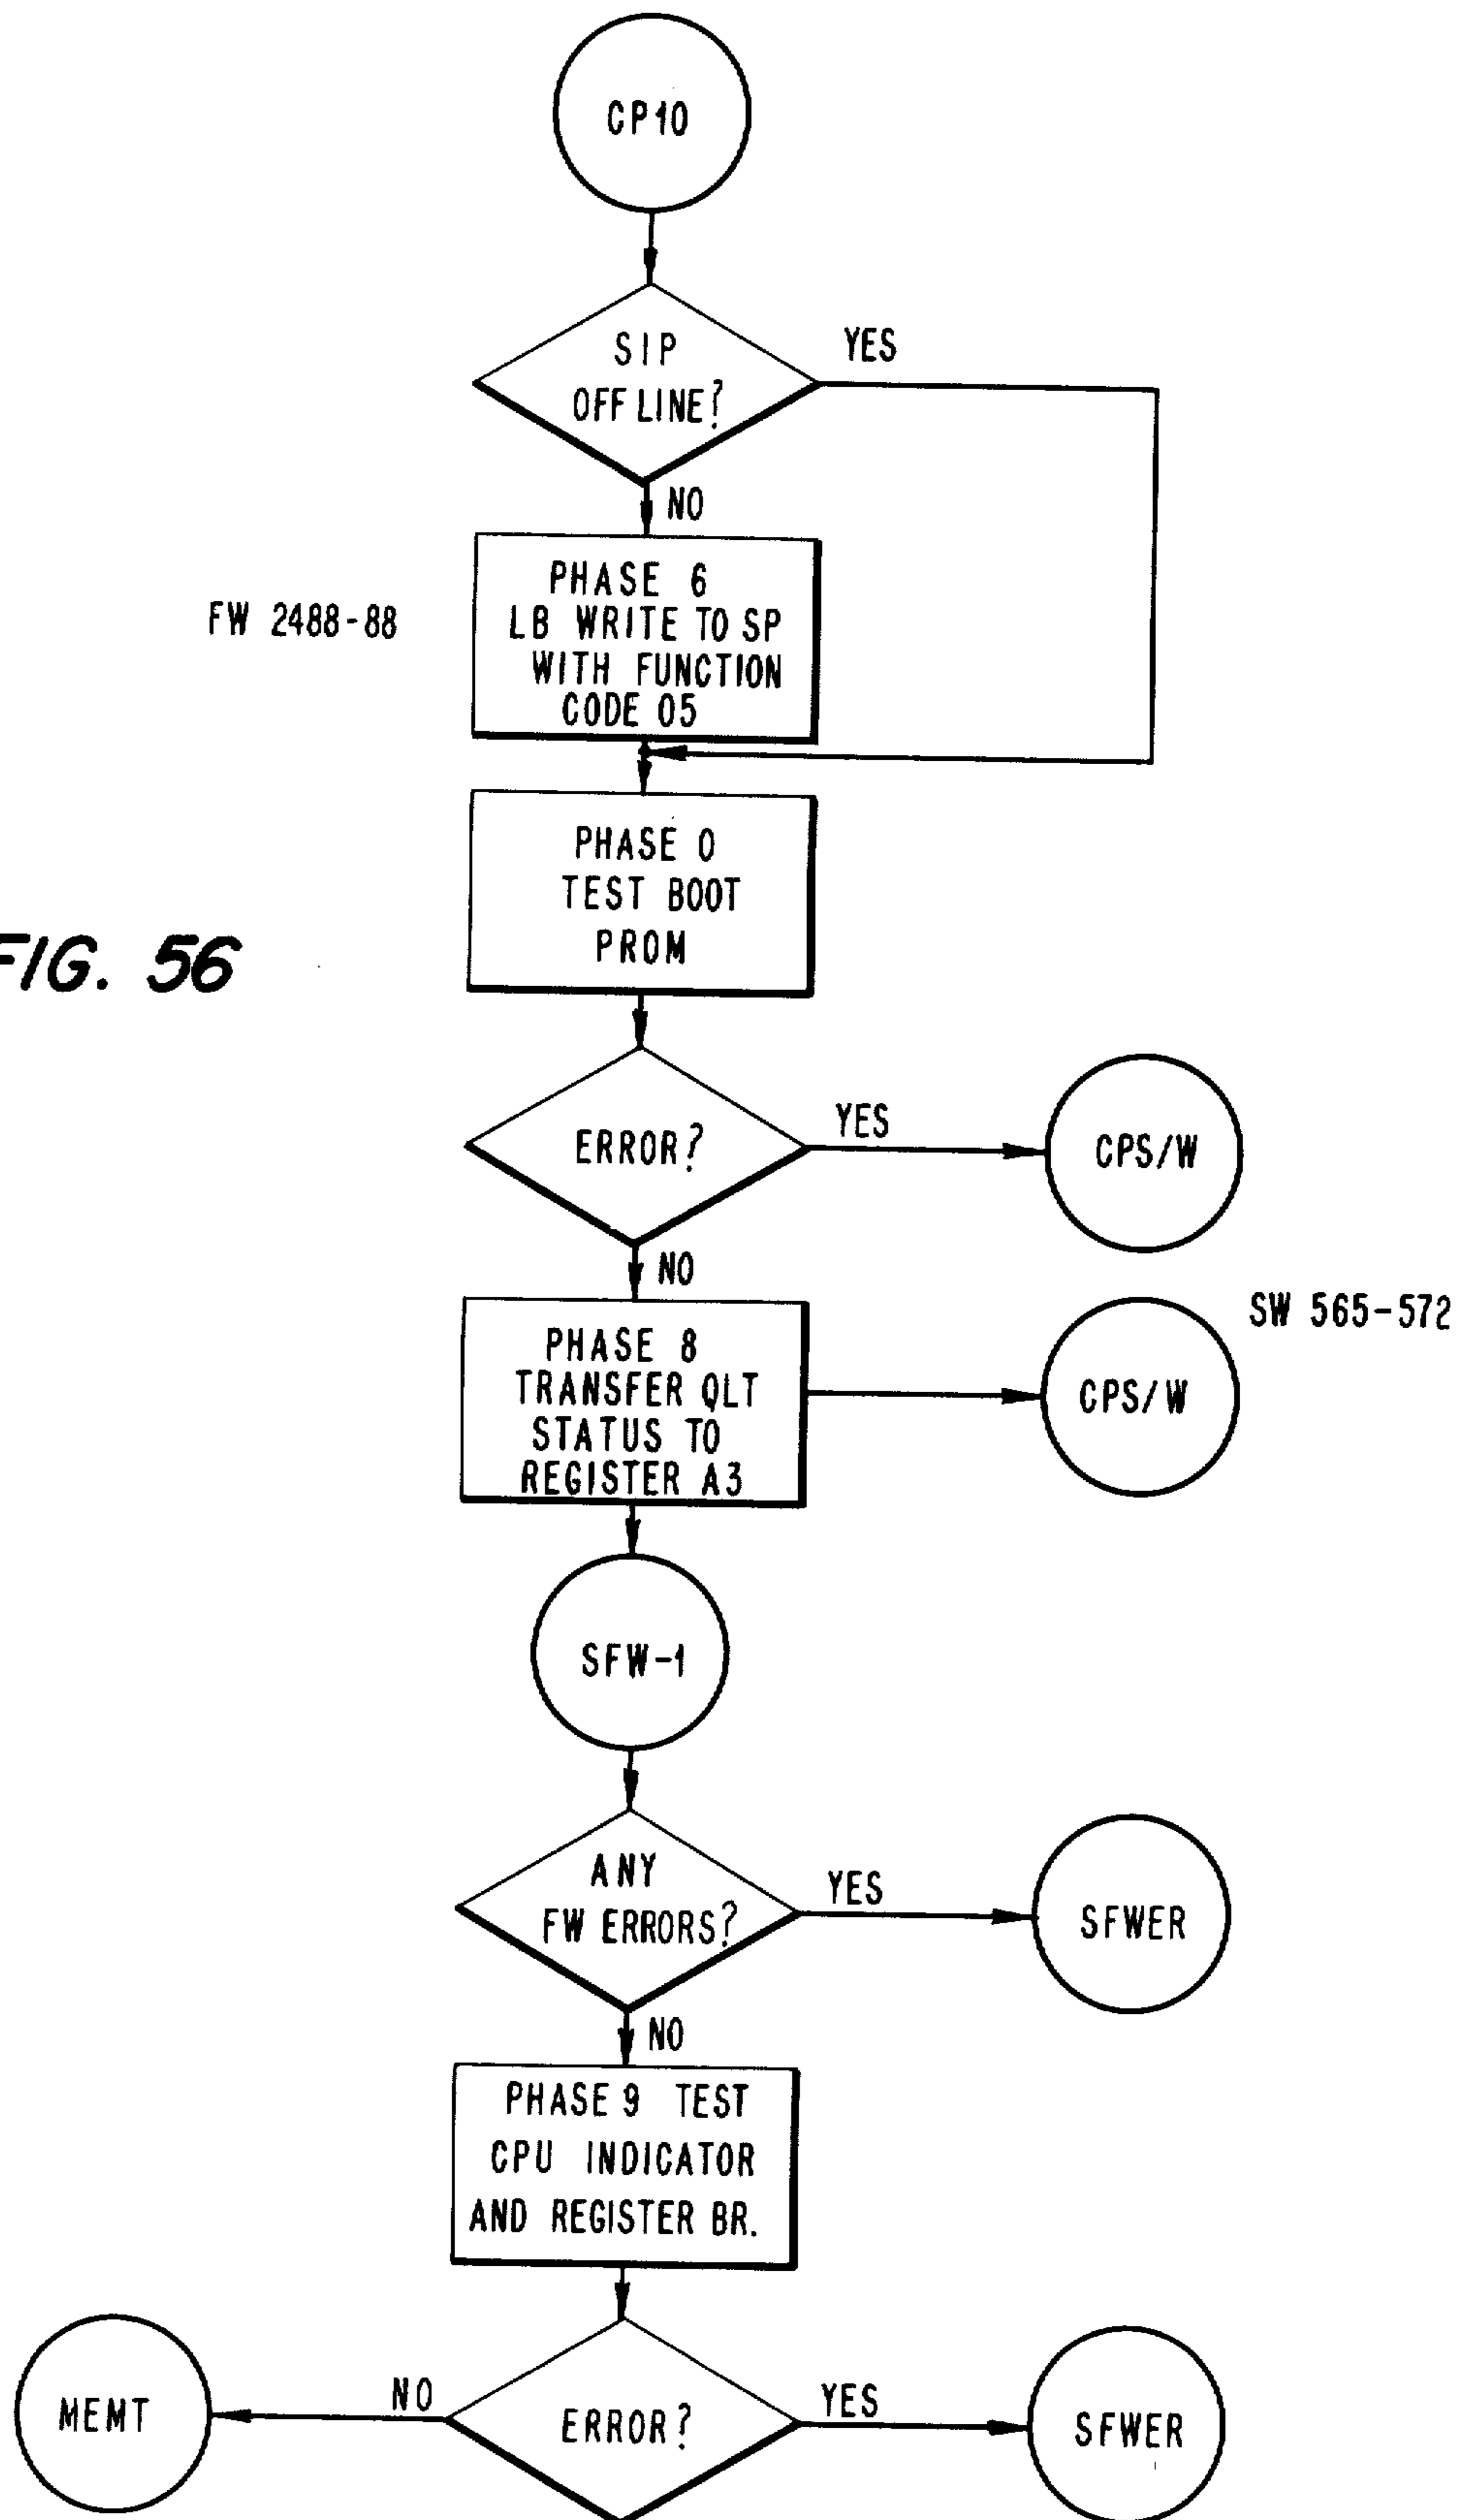 CP10
SIP
OFF LINE?
YES
NO
FW 2488-88
PHASE 6
LB WRITE TO SP
WITH FUNCTION
CODE 05
PHASE 0
TEST BOOT
PROM
FIG. 56
ERROR?
YES
CPS/W
NO
SW 565-572
PHASE 8
TRANSFER QLT
STATUS TO
REGISTER A3
CPS/W
SFW-1
ANY
FW ERRORS?
YES
SFWER
NO
PHASE 9 TEST
CPU INDICATOR
AND REGISTER BR.
MEMT
NO
ERROR?
YES
SFWER